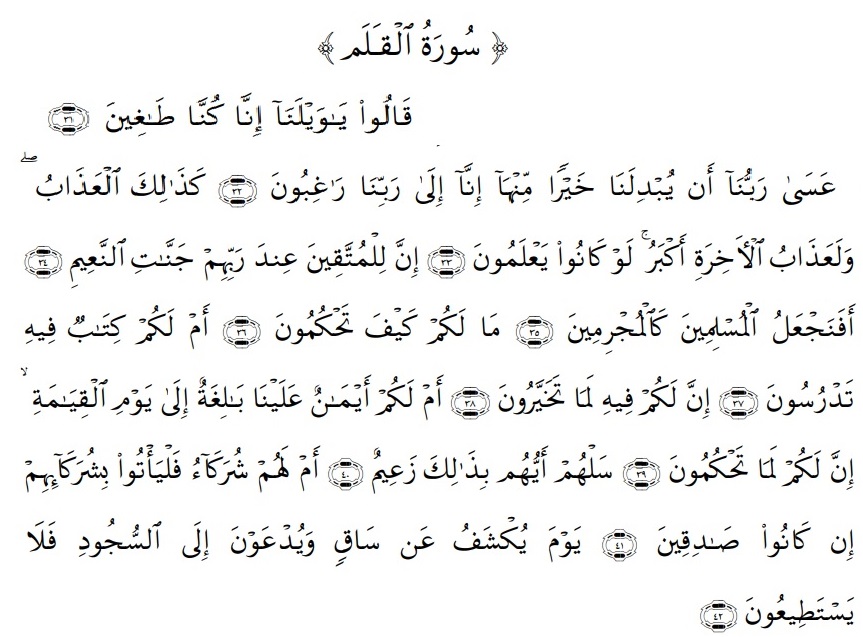 ﴿ سُورَةُ ٱلْقَلَم ﴾
قَالُوا۟ يَـٰوَيْلَنَآ إِنَّا كُنَّا طَـٰغِينَ ٣١
عَسَىٰ رَبُّنَآ أَن يُبْدِلَنَا خَيْرًا مِّنْهَآ إِنَّآ إِلَىٰ رَبِّنَا رَٰغِبُونَ ٣٢ كَذَٰلِكَ ٱلْعَذَابُ ۖ
وَلَعَذَابُ ٱلْأَخِرَةِ أَكْبَرُ ۚ لَوْ كَانُوا۟ يَعْلَمُونَ ٣٣ إِنَّ لِلْمُتَّقِينَ عِندَ رَبِّهِمْ جَنَّـٰتِ ٱلنَّعِيمِ ٣٤
أَفَنَجْعَلُ ٱلْمُسْلِمِينَ كَٱلْمُجْرِمِينَ ٣٥ مَا لَكُمْ كَيْفَ تَحْكُمُونَ ٣٦ أَمْ لَكُمْ كِتَـٰبٌ فِيهِ
تَدْرُسُونَ ٣٧ إِنَّ لَكُمْ فِيهِ لَمَا تَخَيَّرُونَ ٣٨ أَمْ لَكُمْ أَيْمَـٰنٌ عَلَيْنَا بَـٰلِغَةٌ إِلَىٰ يَوْمِ ٱلْقِيَـٰمَةِ ۙ
إِنَّ لَكُمْ لَمَا تَحْكُمُونَ ٣٩ سَلْهُمْ أَيُّهُم بِذَٰلِكَ زَعِيمٌ ٤٠ أَمْ لَهُمْ شُرَكَآءُ فَلْيَأْتُوا۟ بِشُرَكَآئِهِمْ
إِن كَانُوا۟ صَـٰدِقِينَ ٤١ يَوْمَ يُكْشَفُ عَن سَاقٍ وَيُدْعَوْنَ إِلَى ٱلسُّجُودِ فَلَا
يَسْتَطِيعُونَ ٤٢